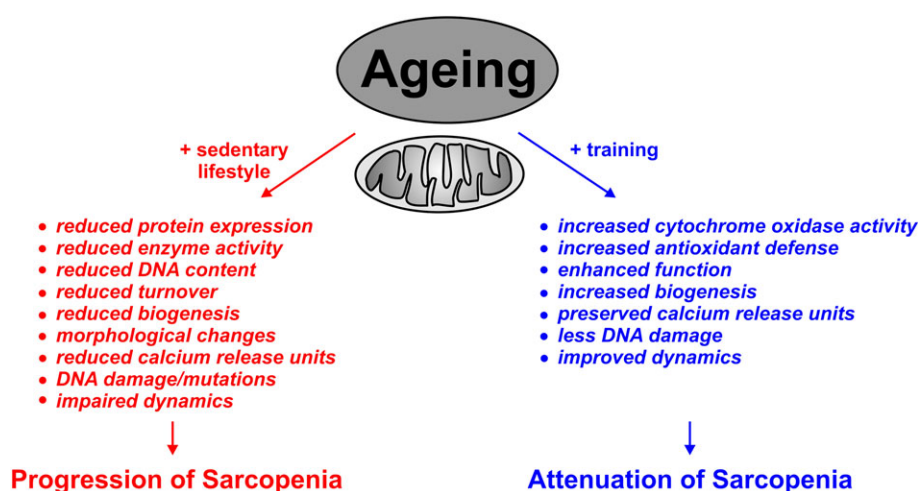 Ageing
+ sedentary
lifestyle
+ training
• reduced protein expression
• reduced enzyme activity
• reduced DNA content
• reduced turnover
• reduced biogenesis
• morphological changes
• reduced calcium release units
• DNA damage/mutations
• impaired dynamics
• increased cytochrome oxidase activity
• increased antioxidant defense
• enhanced function
• increased biogenesis
• preserved calcium release units
• less DNA damage
• improved dynamics
Progression of Sarcopenia
Attenuation of Sarcopenia